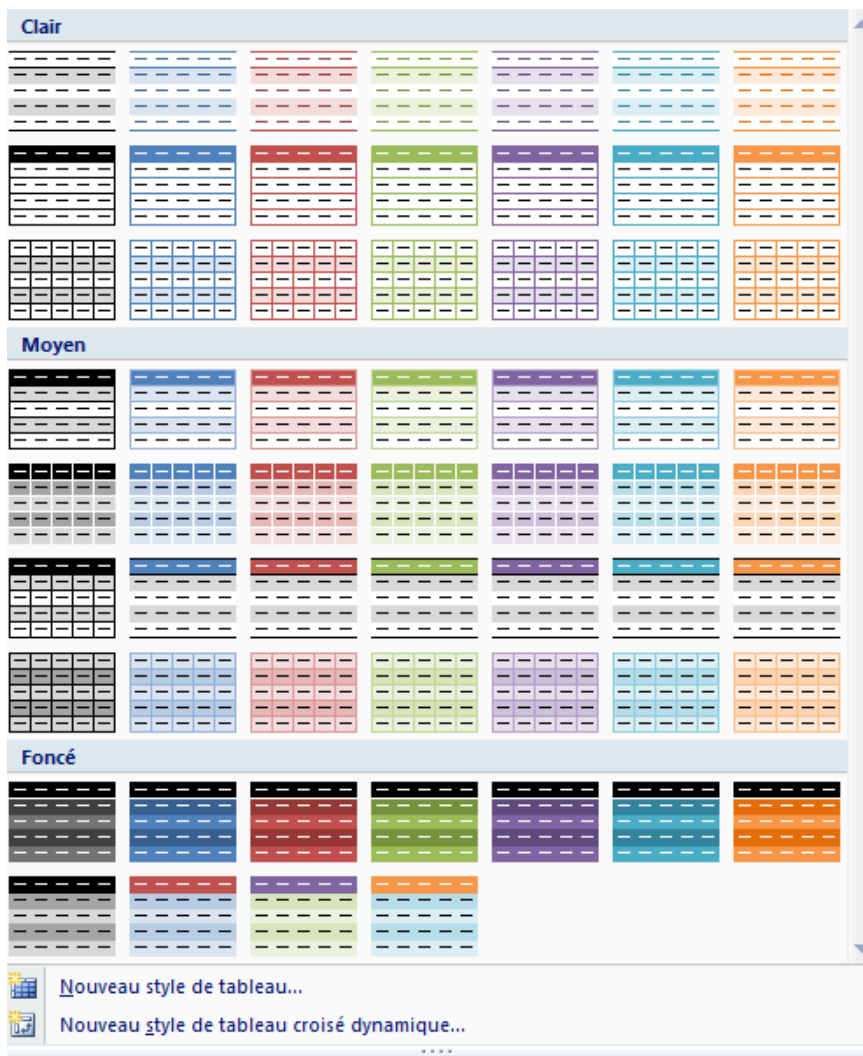 Clair
Moyen
Foncé
Nouveau style de tableau...
Nouveau style de tableau croisé dynamique...